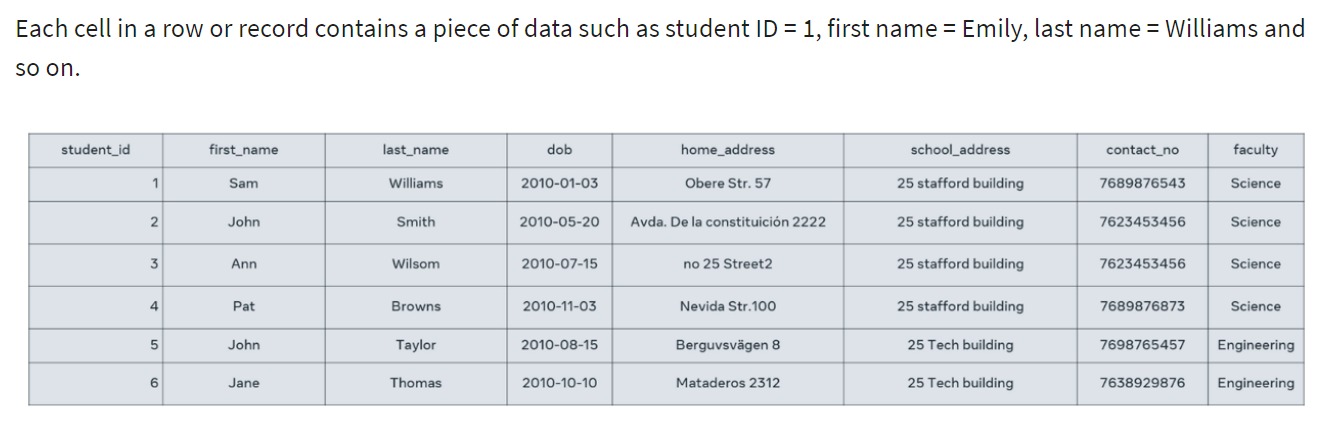 Each cell in a row or record contains a piece of data such as student ID = 1, first name = Emily, last name = Williams and
so on.
student_id first_name last_name dob home_address school_address contact_no faculty
1 Sam Williams 2010-01-03 Obere Str. 57 25 stafford building 7689876543 Science
2 John Smith 2010-05-20 Avda. De la constituición 2222 25 stafford building 7623453456 Science
3 Ann Wilsom 2010-07-15 no 25 Street2 25 stafford building 7623453456 Science
4 Pat Browns 2010-11-03 Nevida Str.100 25 stafford building 7689876873 Science
5 John Taylor 2010-08-15 Berguvsvägen 8 25 Tech building 7698765457 Engineering
6 Jane Thomas 2010-10-10 Mataderos 2312 25 Tech building 7638929876 Engineering